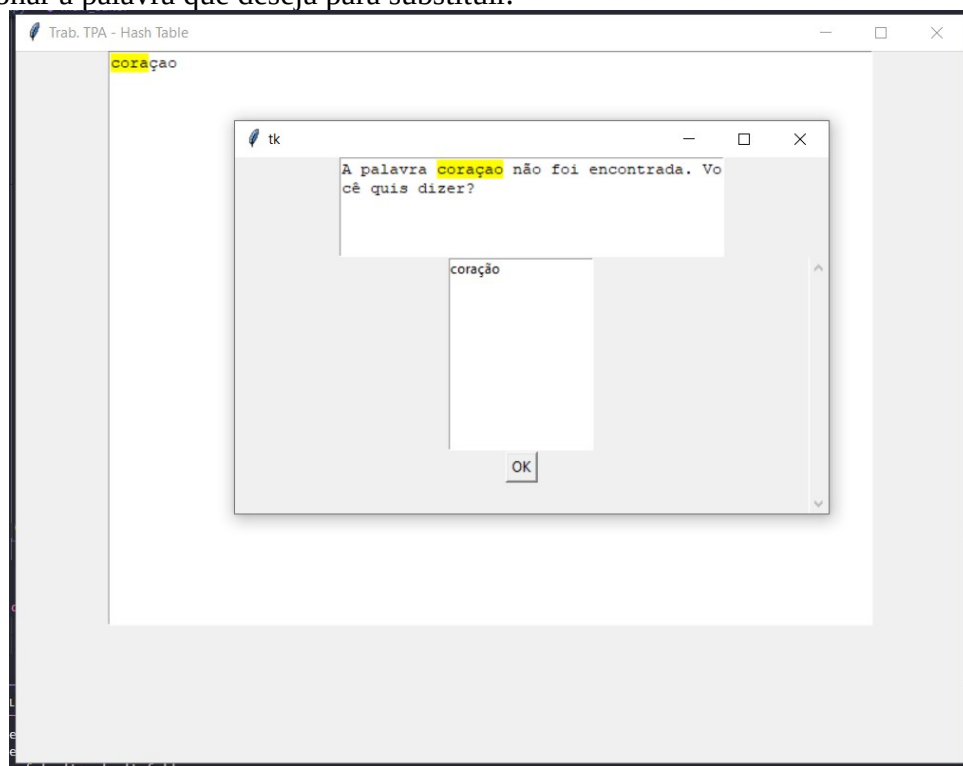 onar a palavra que deseja para substituir.
Trab. TPA - Hash Table
coraçao
tk
A palavra coraçao não foi encontrada. Vo
cê quis dizer?
coração
OK